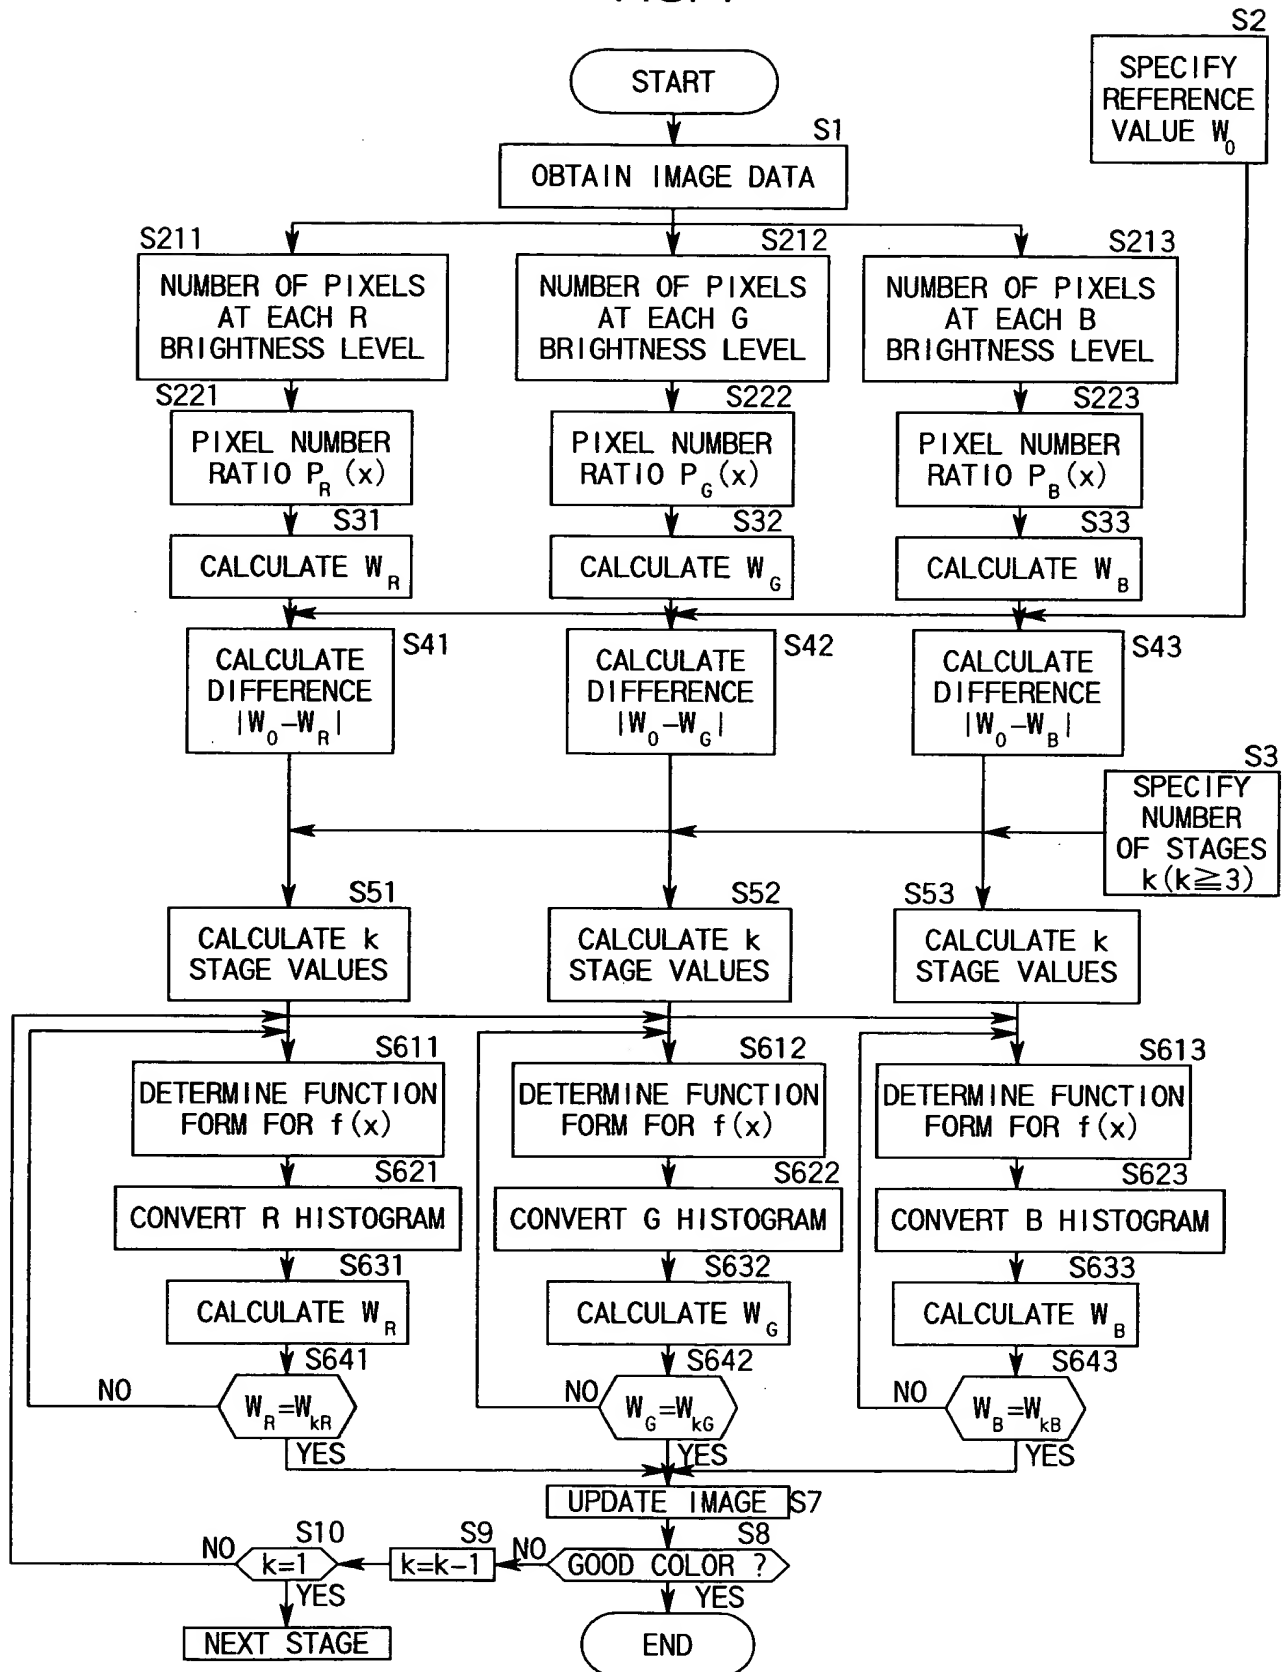 S2
SPECIFY
REFERENCE
VALUE W0
START
S1
OBTAIN IMAGE DATA
S211
NUMBER OF PIXELS
AT EACH R
BRIGHTNESS LEVEL
S212
NUMBER OF PIXELS
AT EACH G
BRIGHTNESS LEVEL
S213
NUMBER OF PIXELS
AT EACH B
BRIGHTNESS LEVEL
S221
PIXEL NUMBER
RATIO PR(x)
S222
PIXEL NUMBER
RATIO PG(x)
S223
PIXEL NUMBER
RATIO PB(x)
S31
CALCULATE WR
S32
CALCULATE WG
S33
CALCULATE WB
S41
CALCULATE
DIFFERENCE
|W0-WR|
S42
CALCULATE
DIFFERENCE
|W0-WG|
S43
CALCULATE
DIFFERENCE
|W0-WB|
S3
SPECIFY
NUMBER
OF STAGES
k(k≧3)
S51
CALCULATE k
STAGE VALUES
S52
CALCULATE k
STAGE VALUES
S53
CALCULATE k
STAGE VALUES
S611
DETERMINE FUNCTION
FORM FOR f(x)
S612
DETERMINE FUNCTION
FORM FOR f(x)
S613
DETERMINE FUNCTION
FORM FOR f(x)
S621
CONVERT R HISTOGRAM
S622
CONVERT G HISTOGRAM
S623
CONVERT B HISTOGRAM
S631
CALCULATE WR
S632
CALCULATE WG
S633
CALCULATE WB
S641
NO
WR=WkR
YES
S642
NO
WG=WkG
YES
S643
NO
WB=WkB
YES
UPDATE IMAGE S7
S8
GOOD COLOR ?
NO
YES
S9
k=k-1
S10
NO
k=1
YES
NEXT STAGE
END